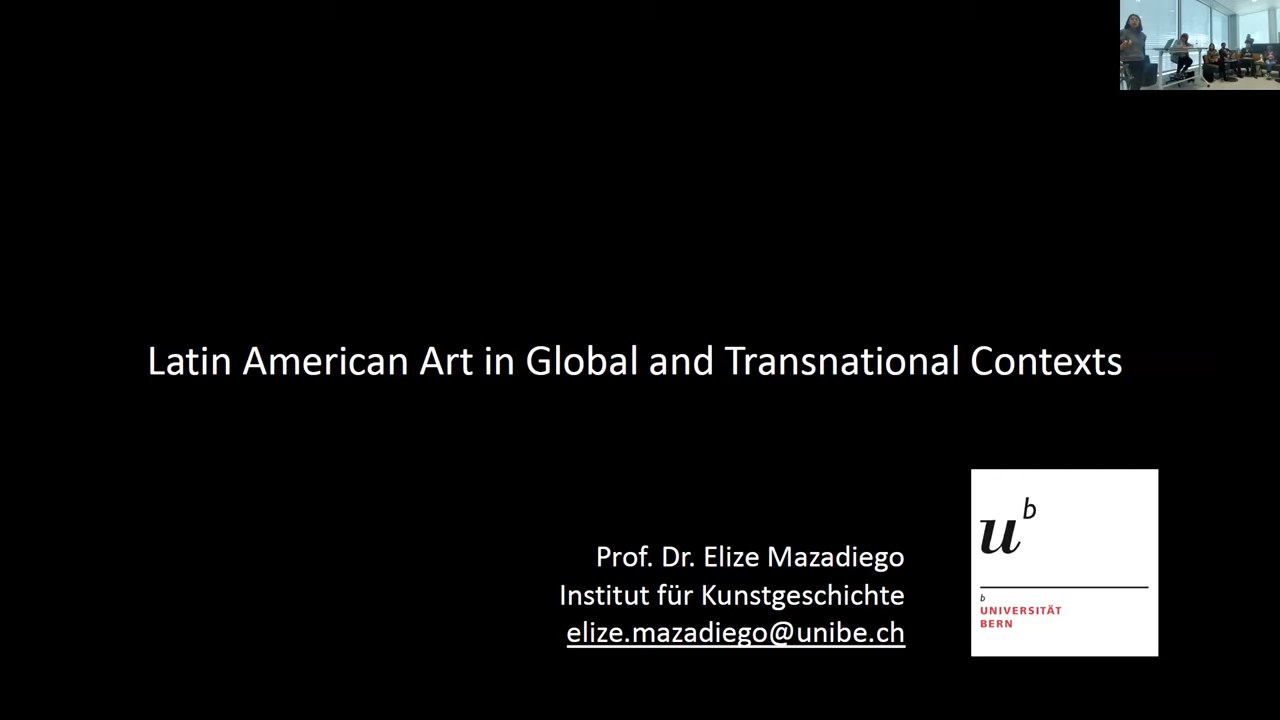 Latin American Art in Global and Transnational Contexts
Prof. Dr. Elize Mazadiego
Institut für Kunstgeschichte
elize.mazadiego@unibe.ch
u b
b
UNIVERSITÄT
BERN